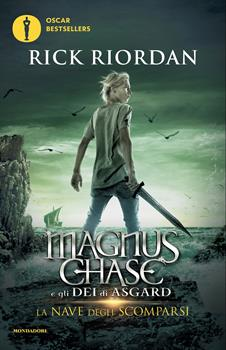 OSCAR
BESTSELLERS
RICK RIORDAN
MAGNUS
CHASE
e gli DEI di ASGARD
LA NAVE DEGLI SCOMPARSI
MONDADORI